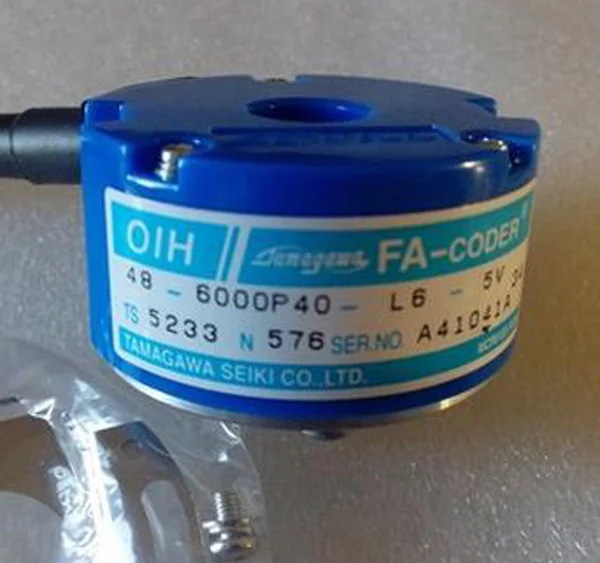 OIH Tamagawa FA-CODER®
48 - 6000P40 - L6 - 5V
TS 5233 N 576 SER.NO. A41041A
TAMAGAWA SEIKI CO.,LTD.